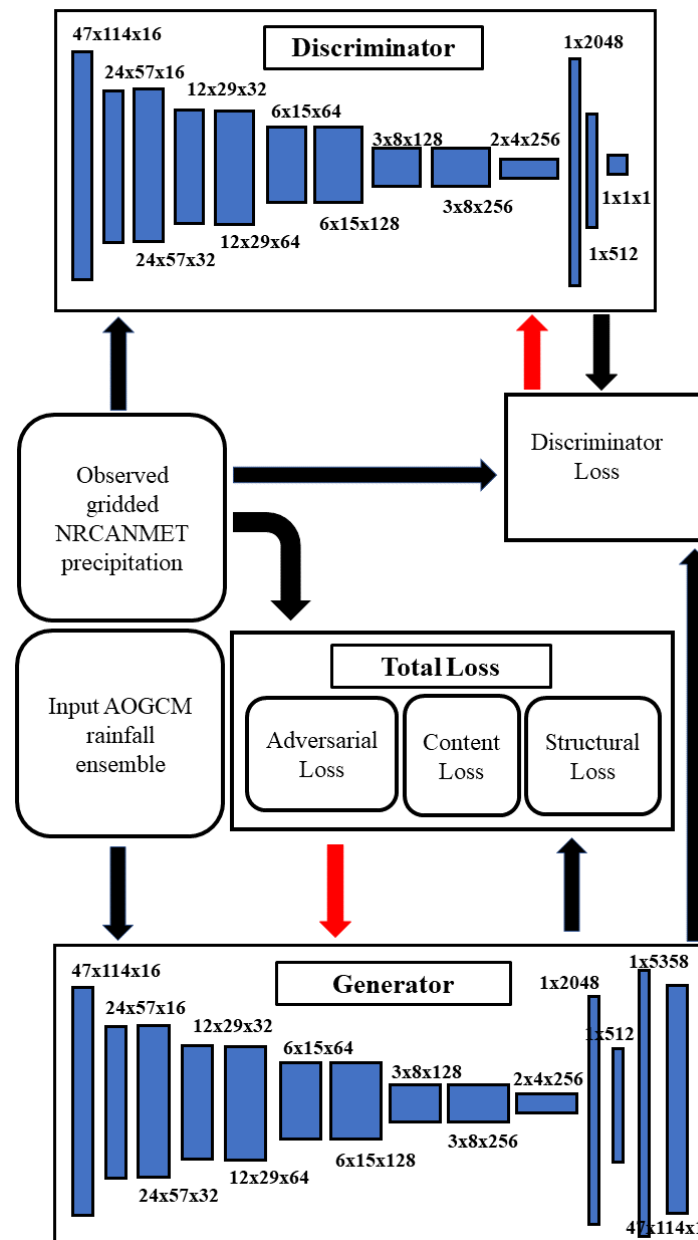 Discriminator
47x114x16
24x57x16
24x57x32
12x29x32
12x29x64
6x15x64
6x15x128
3x8x128
3x8x256
2x4x256
1x2048
1x512
1x1x1
Observed
gridded
NRCANMET
precipitation
Discriminator
Loss
Input AOGCM
rainfall
ensemble
Total Loss
Adversarial
Loss
Content
Loss
Structural
Loss
Generator
47x114x16
24x57x16
24x57x32
12x29x32
12x29x64
6x15x64
6x15x128
3x8x128
3x8x256
2x4x256
1x2048
1x512
1x5358
47x114x1